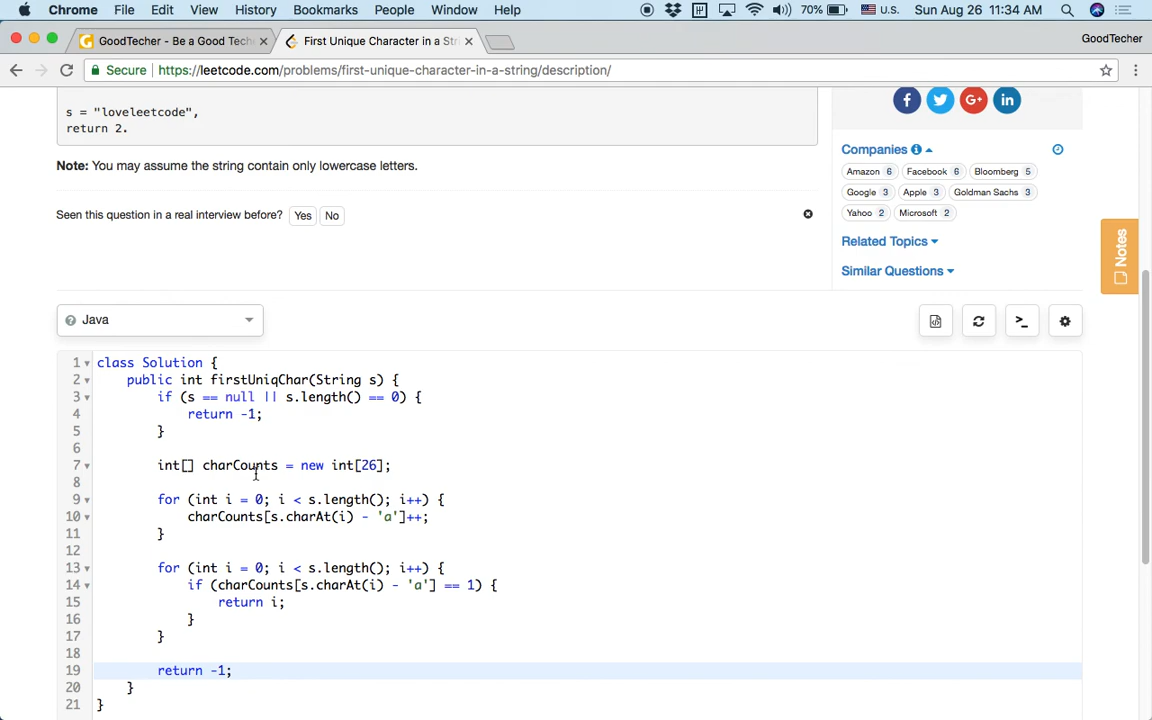 Chrome File Edit View History Bookmarks People Window Help 70% U.S. Sun Aug 26 11:34 AM
GoodTecher - Be a Good Tech
First Unique Character in a Stri
GoodTecher
Secure https://leetcode.com/problems/first-unique-character-in-a-string/description/
s = "loveleetcode",
return 2.
Note: You may assume the string contain only lowercase letters.
Seen this question in a real interview before? Yes No
Companies
Amazon 6 Facebook 6 Bloomberg 5
Google 3 Apple 3 Goldman Sachs 3
Yahoo 2 Microsoft 2
Related Topics
Similar Questions
Notes
Java
1 class Solution {
2 public int firstUniqChar(String s) {
3 if (s == null || s.length() == 0) {
4 return -1;
5 }
6
7 int[] charCounts = new int[26];
8
9 for (int i = 0; i < s.length(); i++) {
10 charCounts[s.charAt(i) - 'a']++;
11 }
12
13 for (int i = 0; i < s.length(); i++) {
14 if (charCounts[s.charAt(i) - 'a'] == 1) {
15 return i;
16 }
17 }
18
19 return -1;
20 }
21 }